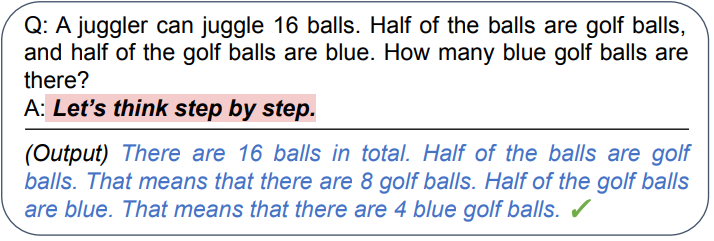 Q: A juggler can juggle 16 balls. Half of the balls are golf balls,
and half of the golf balls are blue. How many blue golf balls are
there?
A: Let’s think step by step.
(Output) There are 16 balls in total. Half of the balls are golf
balls. That means that there are 8 golf balls. Half of the golf balls
are blue. That means that there are 4 blue golf balls. ✓